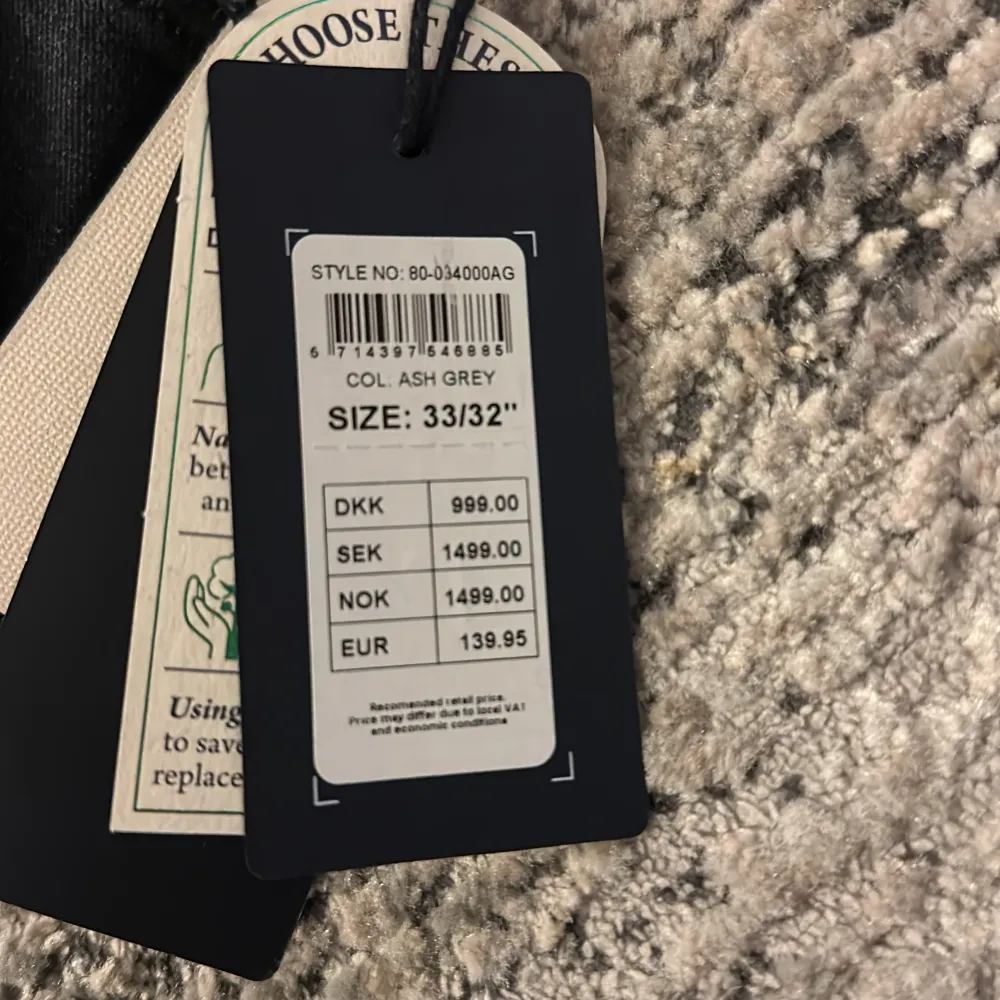 HOOSE THES
STYLE NO: 80-034000AG
6 714397 546885
COL: ASH GREY
SIZE: 33/32"
DKK 999.00
SEK 1499.00
NOK 1499.00
EUR 139.95
Recomended retail price.
Price may differ due to local VAT
and economic conditions
Na
bet
an
Using
to save
replace